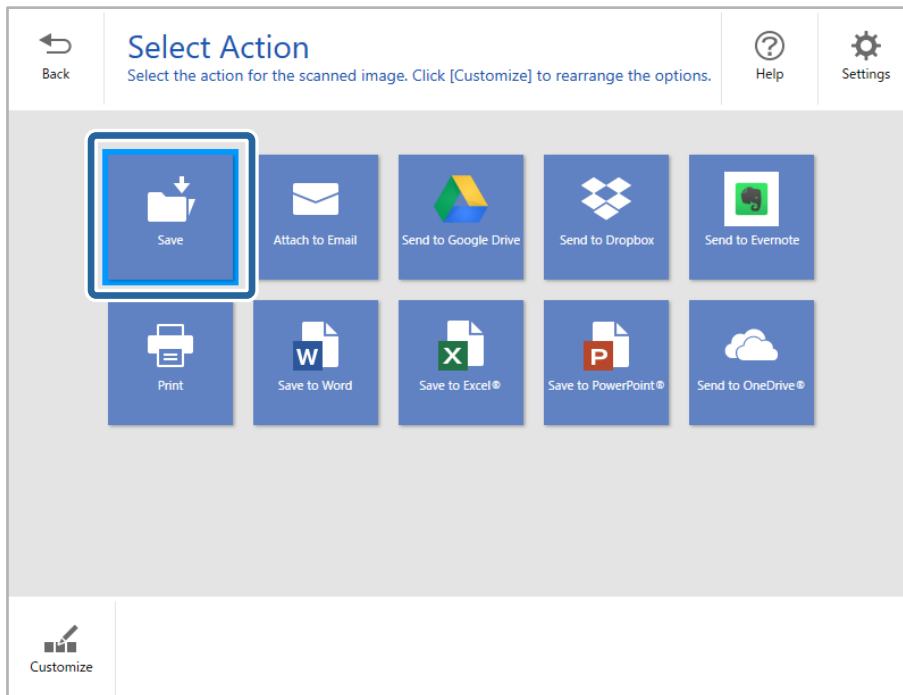 Back
Select Action
Select the action for the scanned image. Click [Customize] to rearrange the options.
Help
Settings
Save
Attach to Email
Send to Google Drive
Send to Dropbox
Send to Evernote
Print
W
Save to Word
X
Save to Excel®
P
Save to PowerPoint®
Send to OneDrive®
Customize